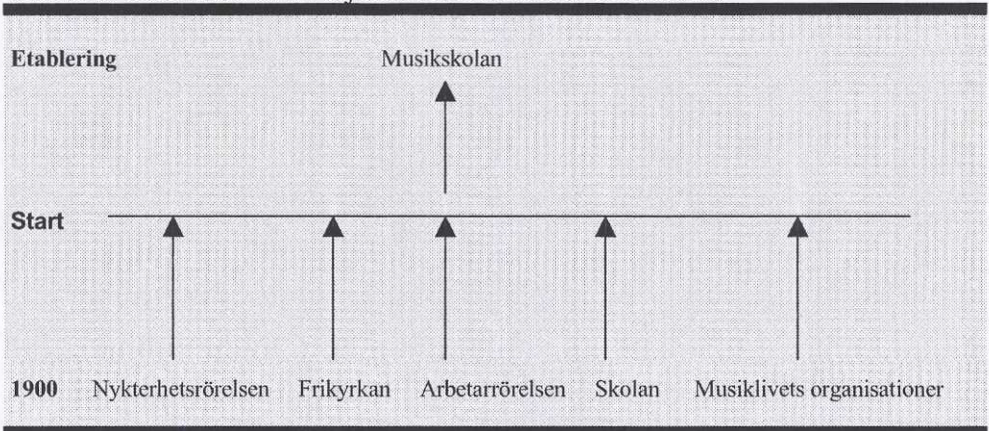 Etablering Musikskolan
Start
1900 Nykterhetsrörelsen Frikyrkan Arbetarrörelsen Skolan Musiklivets organisationer